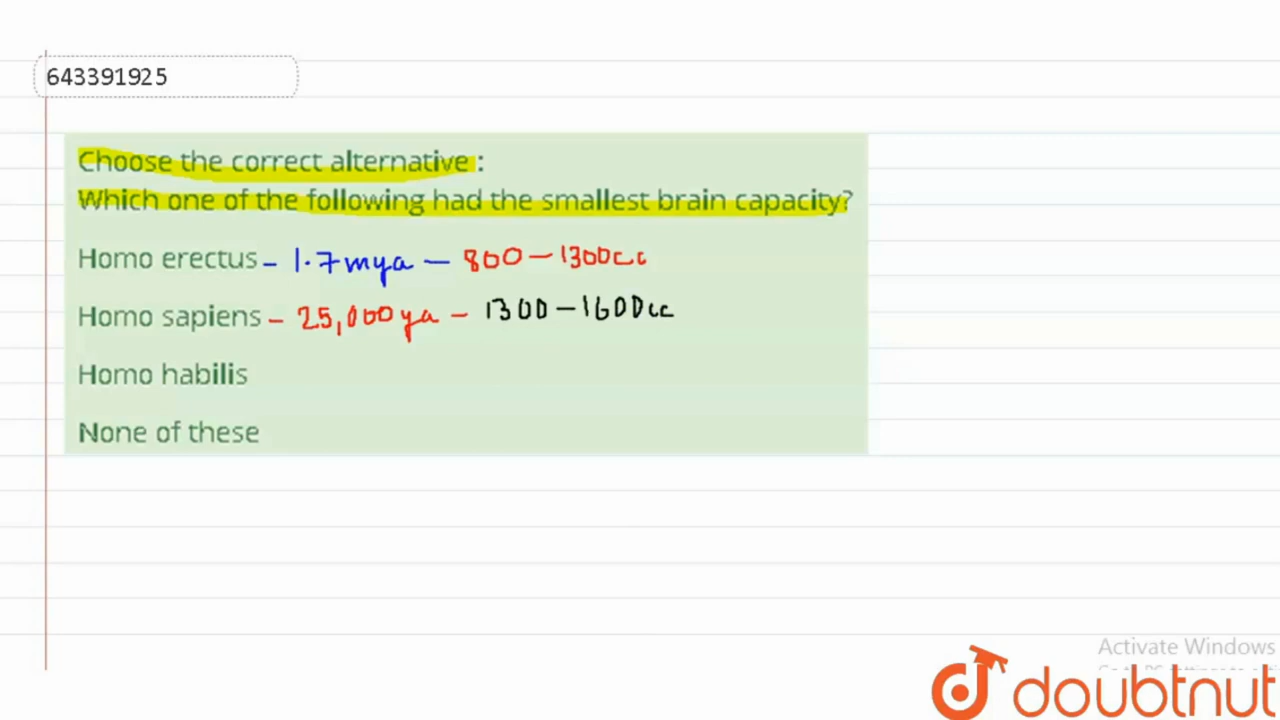 643391925
Choose the correct alternative :
Which one of the following had the smallest brain capacity?
Homo erectus - 1.7 mya - 800 - 1300cc
Homo sapiens - 25,000 ya - 1300 - 1600cc
Homo habilis
None of these
Activate Windows
doubtnut